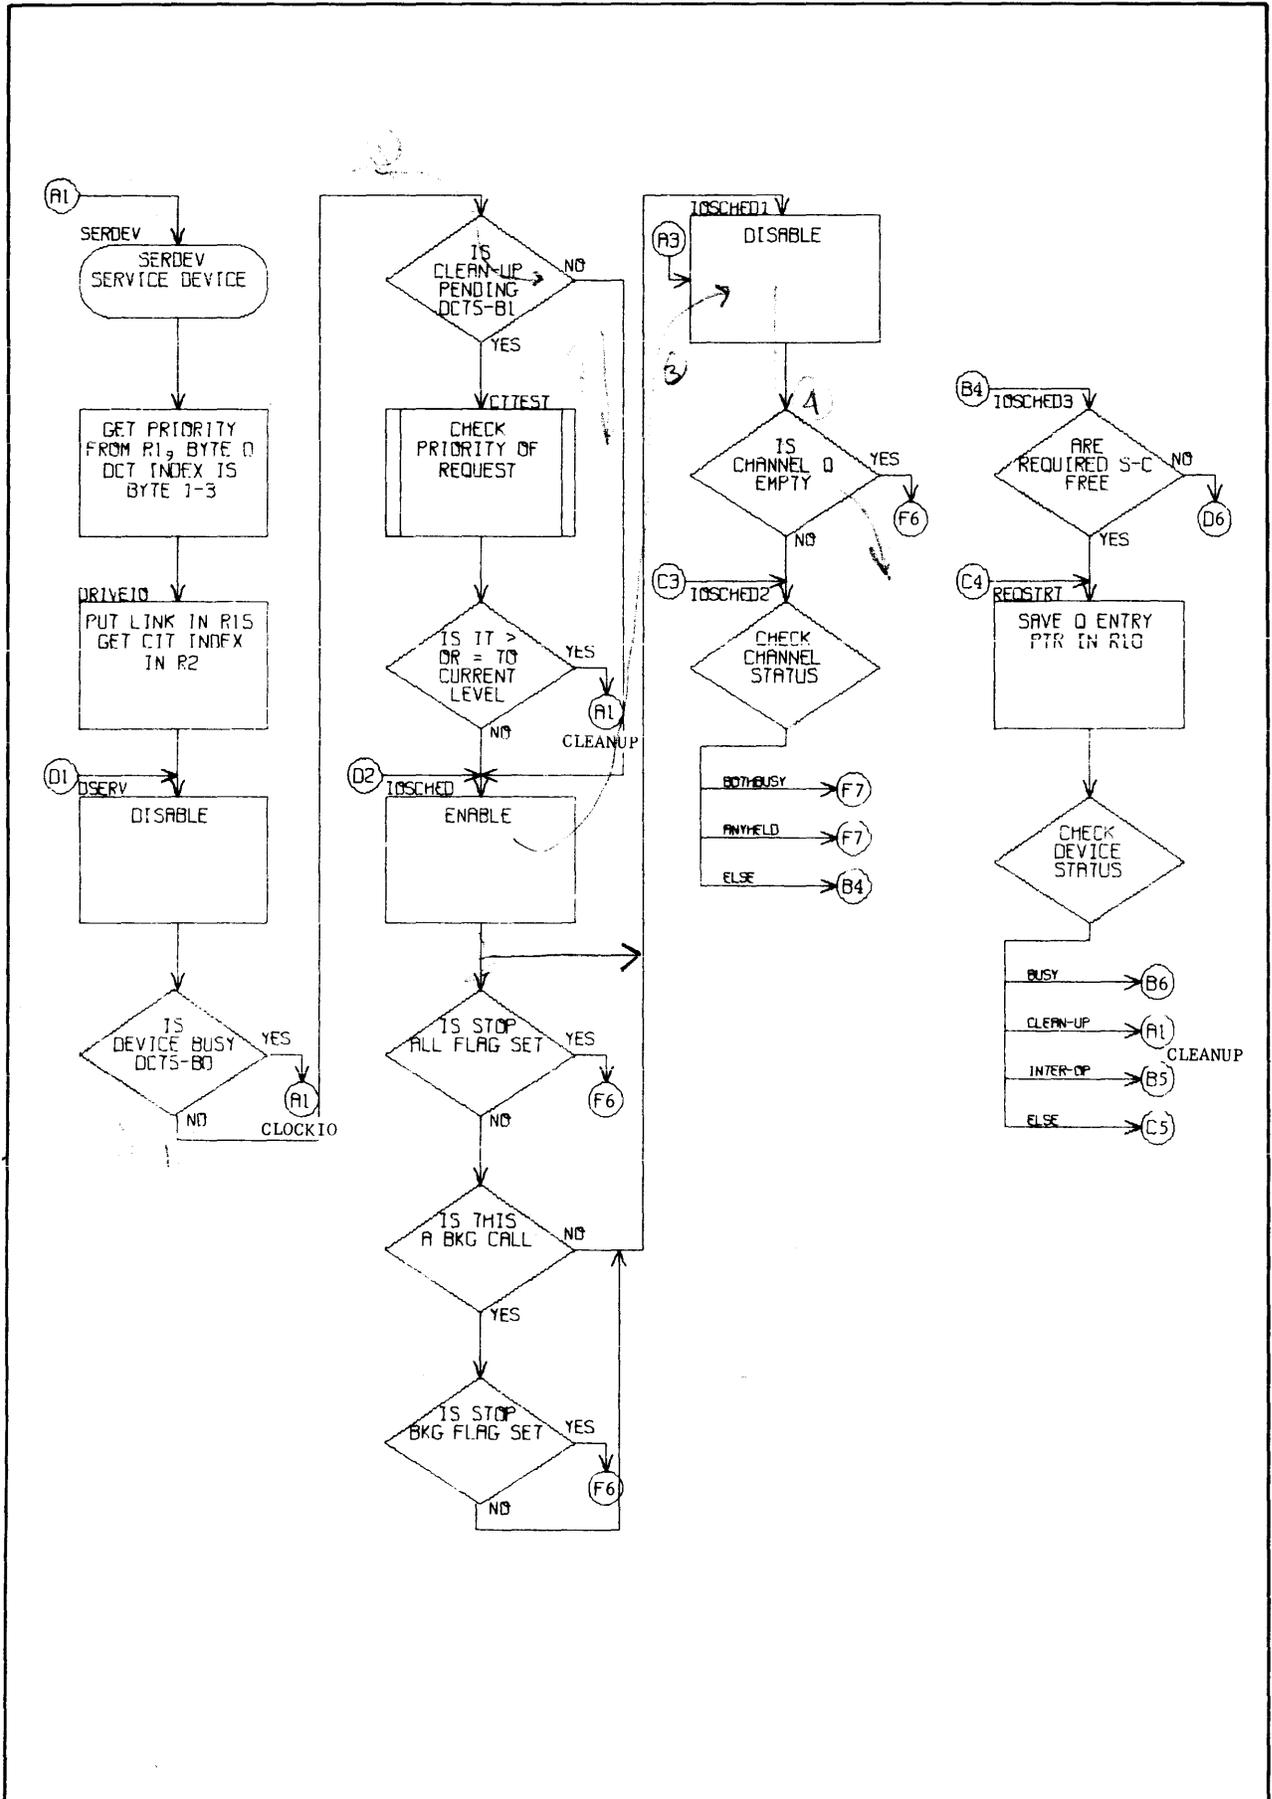 A1
SERDEV
SERDEV
SERVICE DEVICE
GET PRIORITY
FROM R1, BYTE 0
DCT INDEX IS
BYTE 1-3
DRIVEIO
PUT LINK IN R15
GET CIT INDEX
IN R2
D1
DSERV
DISABLE
IS
DEVICE BUSY
DCT5-B0
YES
A1
CLOCKIO
NO
IS
CLEAN-UP
PENDING
DCT5-B1
NO
YES
CITEST
CHECK
PRIORITY OF
REQUEST
IS IT >
OR = TO
CURRENT
LEVEL
YES
A1
CLEANUP
NO
D2
IOSCHED
ENABLE
IS STOP
ALL FLAG SET
YES
F6
NO
IS THIS
A BKG CALL
NO
YES
IS STOP
BKG FLAG SET
YES
F6
NO
IOSCHED1
A3
DISABLE
3
4
IS
CHANNEL Q
EMPTY
YES
F6
NO
C3
IOSCHED2
CHECK
CHANNEL
STATUS
BOTHBUSY
F7
ANYHELD
F7
ELSE
B4
B4
IOSCHED3
ARE
REQUIRED S-C
FREE
NO
D6
YES
C4
REQSTRT
SAVE Q ENTRY
PTR IN R10
CHECK
DEVICE
STATUS
BUSY
B6
CLEAN-UP
A1
CLEANUP
INTER-OP
B5
ELSE
C5